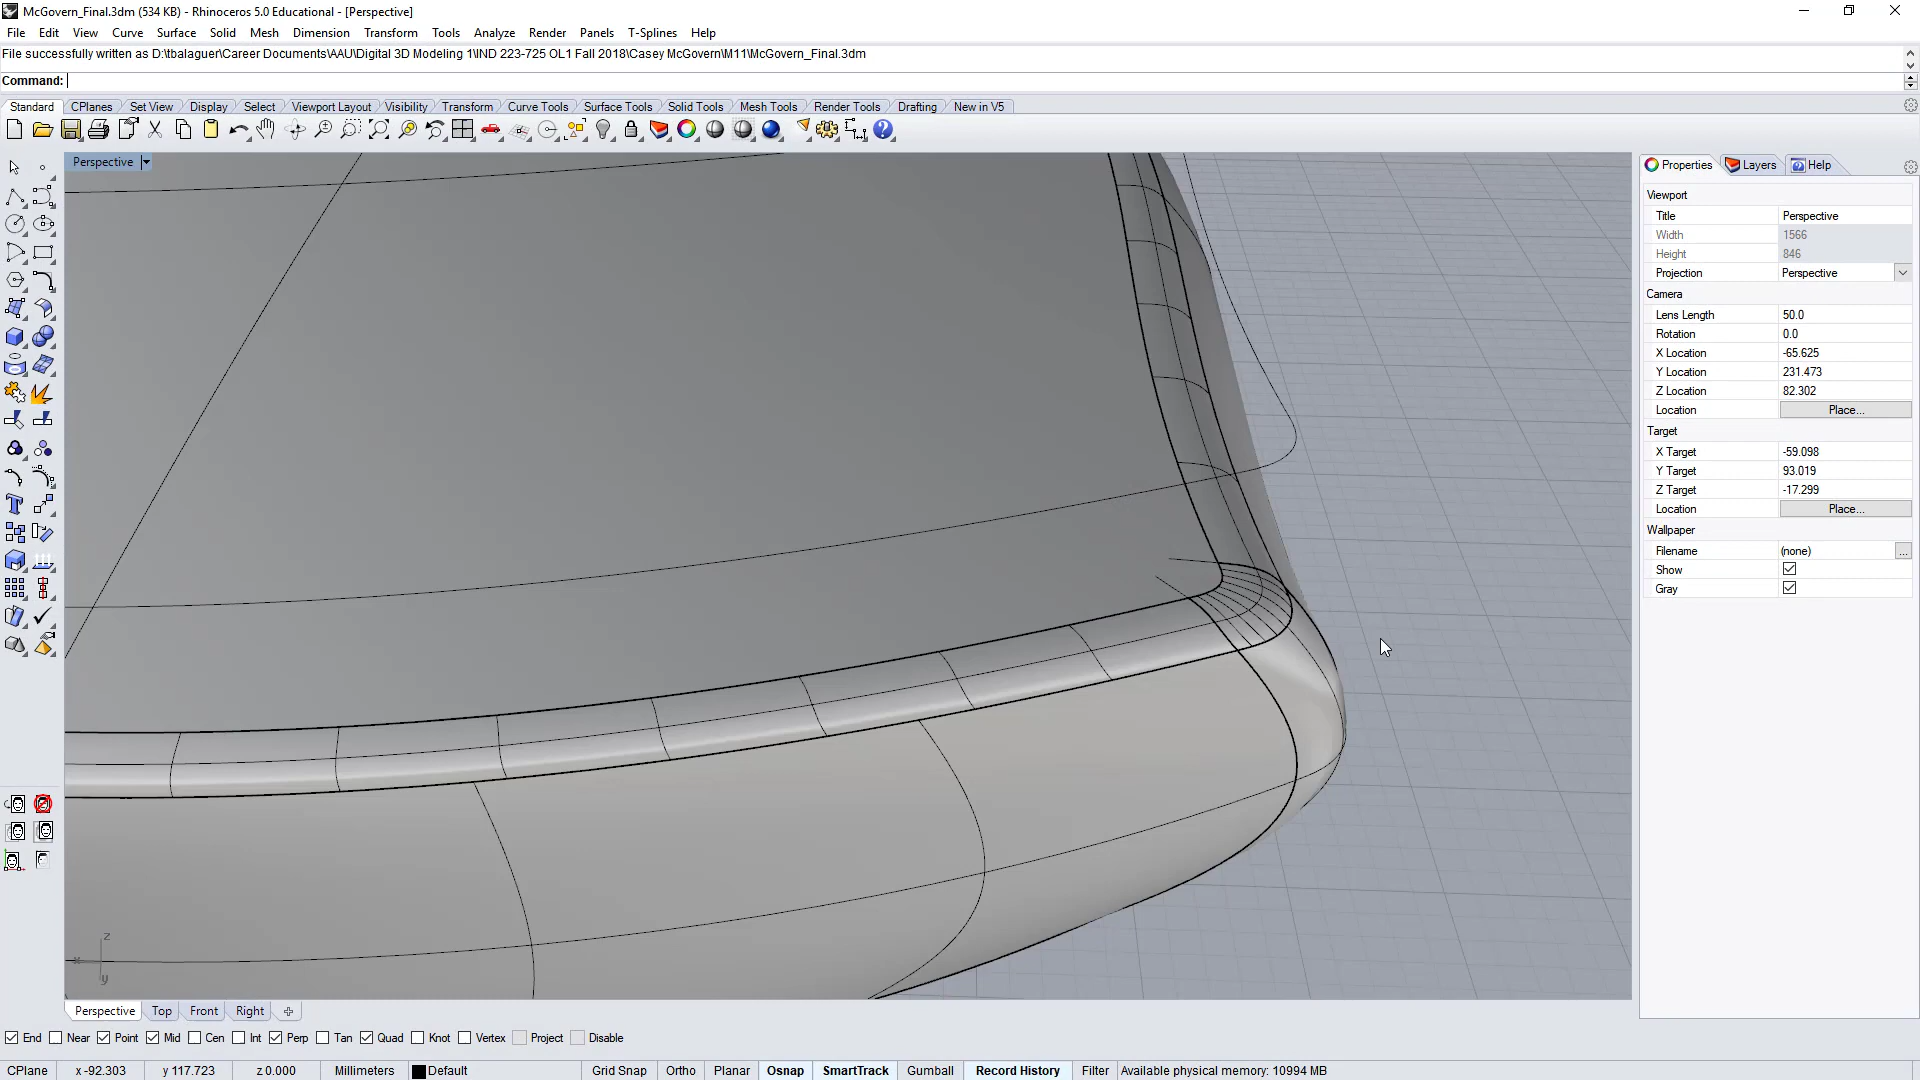 McGovern_Final.3dm (534 KB) - Rhinoceros 5.0 Educational - [Perspective]
File Edit View Curve Surface Solid Mesh Dimension Transform Tools Analyze Render Panels T-Splines Help
File successfully written as D:\tbalaguer\Career Documents\AAU\Digital 3D Modeling 1\IND 223-725 OL1 Fall 2018\Casey McGovern\M11\McGovern_Final.3dm
Command:
Standard CPlanes Set View Display Select Viewport Layout Visibility Transform Curve Tools Surface Tools Solid Tools Mesh Tools Render Tools Drafting New in V5
Perspective
Properties Layers Help
Viewport
Title Perspective
Width 1566
Height 846
Projection Perspective
Camera
Lens Length 50.0
Rotation 0.0
X Location -65.625
Y Location 231.473
Z Location 82.302
Location Place...
Target
X Target -59.098
Y Target 93.019
Z Target -17.299
Location Place...
Wallpaper
Filename (none) ...
Show
Gray
z
x
y
Perspective Top Front Right
End Near Point Mid Cen Int Perp Tan Quad Knot Vertex Project Disable
CPlane x -92.303 y 117.723 z 0.000 Millimeters Default Grid Snap Ortho Planar Osnap SmartTrack Gumball Record History Filter Available physical memory: 10994 MB